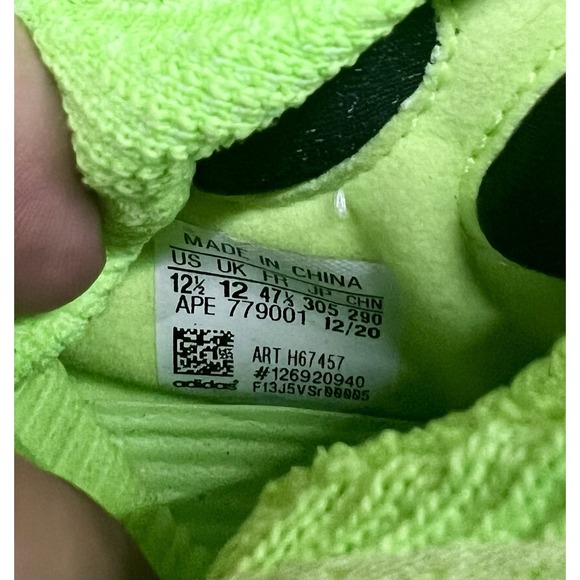 MADE IN CHINA
US UK FR JP CHN
12½ 12 47⅓ 305 290
APE 779001 12/20
ART H67457
#126920940
adidas F13J5VSr00005